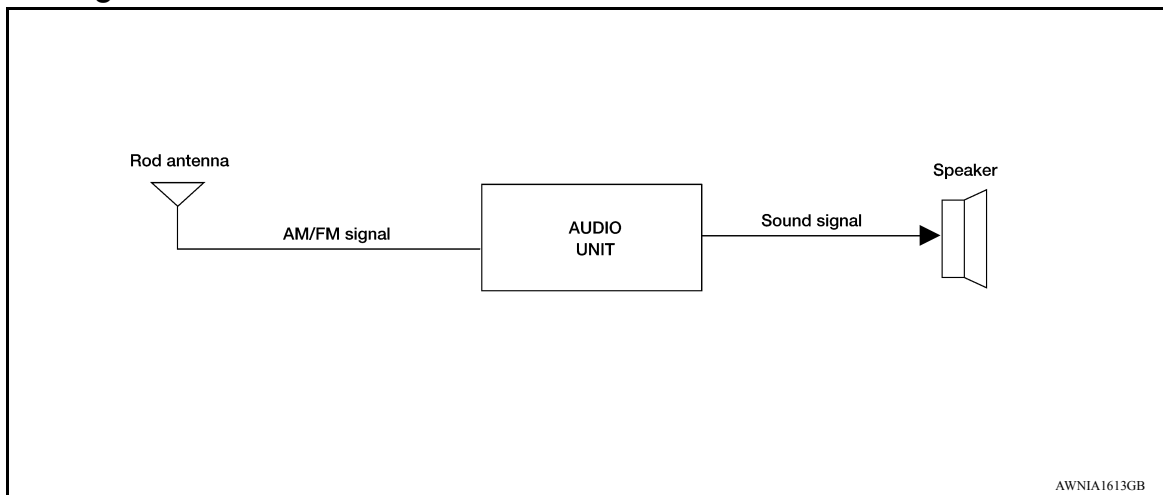 Rod antenna
Speaker
AM/FM signal
AUDIO
UNIT
Sound signal
AWNIA1613GB